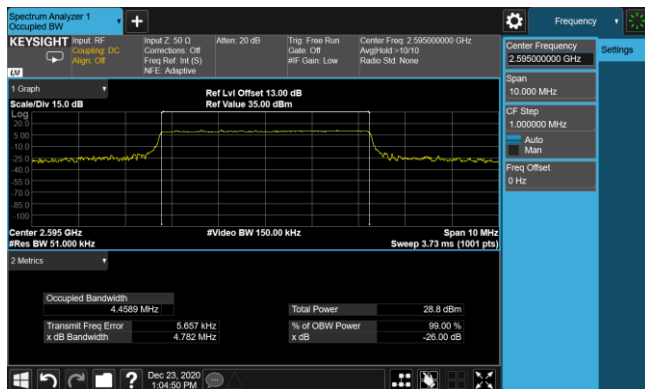 Spectrum Analyzer 1
Occupied BW
Frequency
KEYSIGHT
Input: RF
Coupling: DC
Align: Off
Input Z: 50 Ω
Corrections: Off
Freq Ref: Int (S)
NFE: Adaptive
Atten: 20 dB
Trig: Free Run
Gate: Off
#IF Gain: Low
Center Freq: 2.595000000 GHz
Avg|Hold:>10/10
Radio Std: None
LXI
Center Frequency
2.595000000 GHz
Settings
Span
10.000 MHz
CF Step
1.000000 MHz
Auto
Man
Freq Offset
0 Hz
1 Graph
Scale/Div 15.0 dB
Ref Lvl Offset 13.00 dB
Ref Value 35.00 dBm
Log
20.0
5.00
-10.0
-25.0
-40.0
-55.0
-70.0
-85.0
-100
Center 2.595 GHz
#Res BW 51.000 kHz
#Video BW 150.00 kHz
Span 10 MHz
Sweep 3.73 ms (1001 pts)
2 Metrics
Occupied Bandwidth
4.4589 MHz
Total Power
28.8 dBm
Transmit Freq Error
5.657 kHz
% of OBW Power
99.00 %
x dB Bandwidth
4.782 MHz
x dB
-26.00 dB
Dec 23, 2020
1:04:50 PM